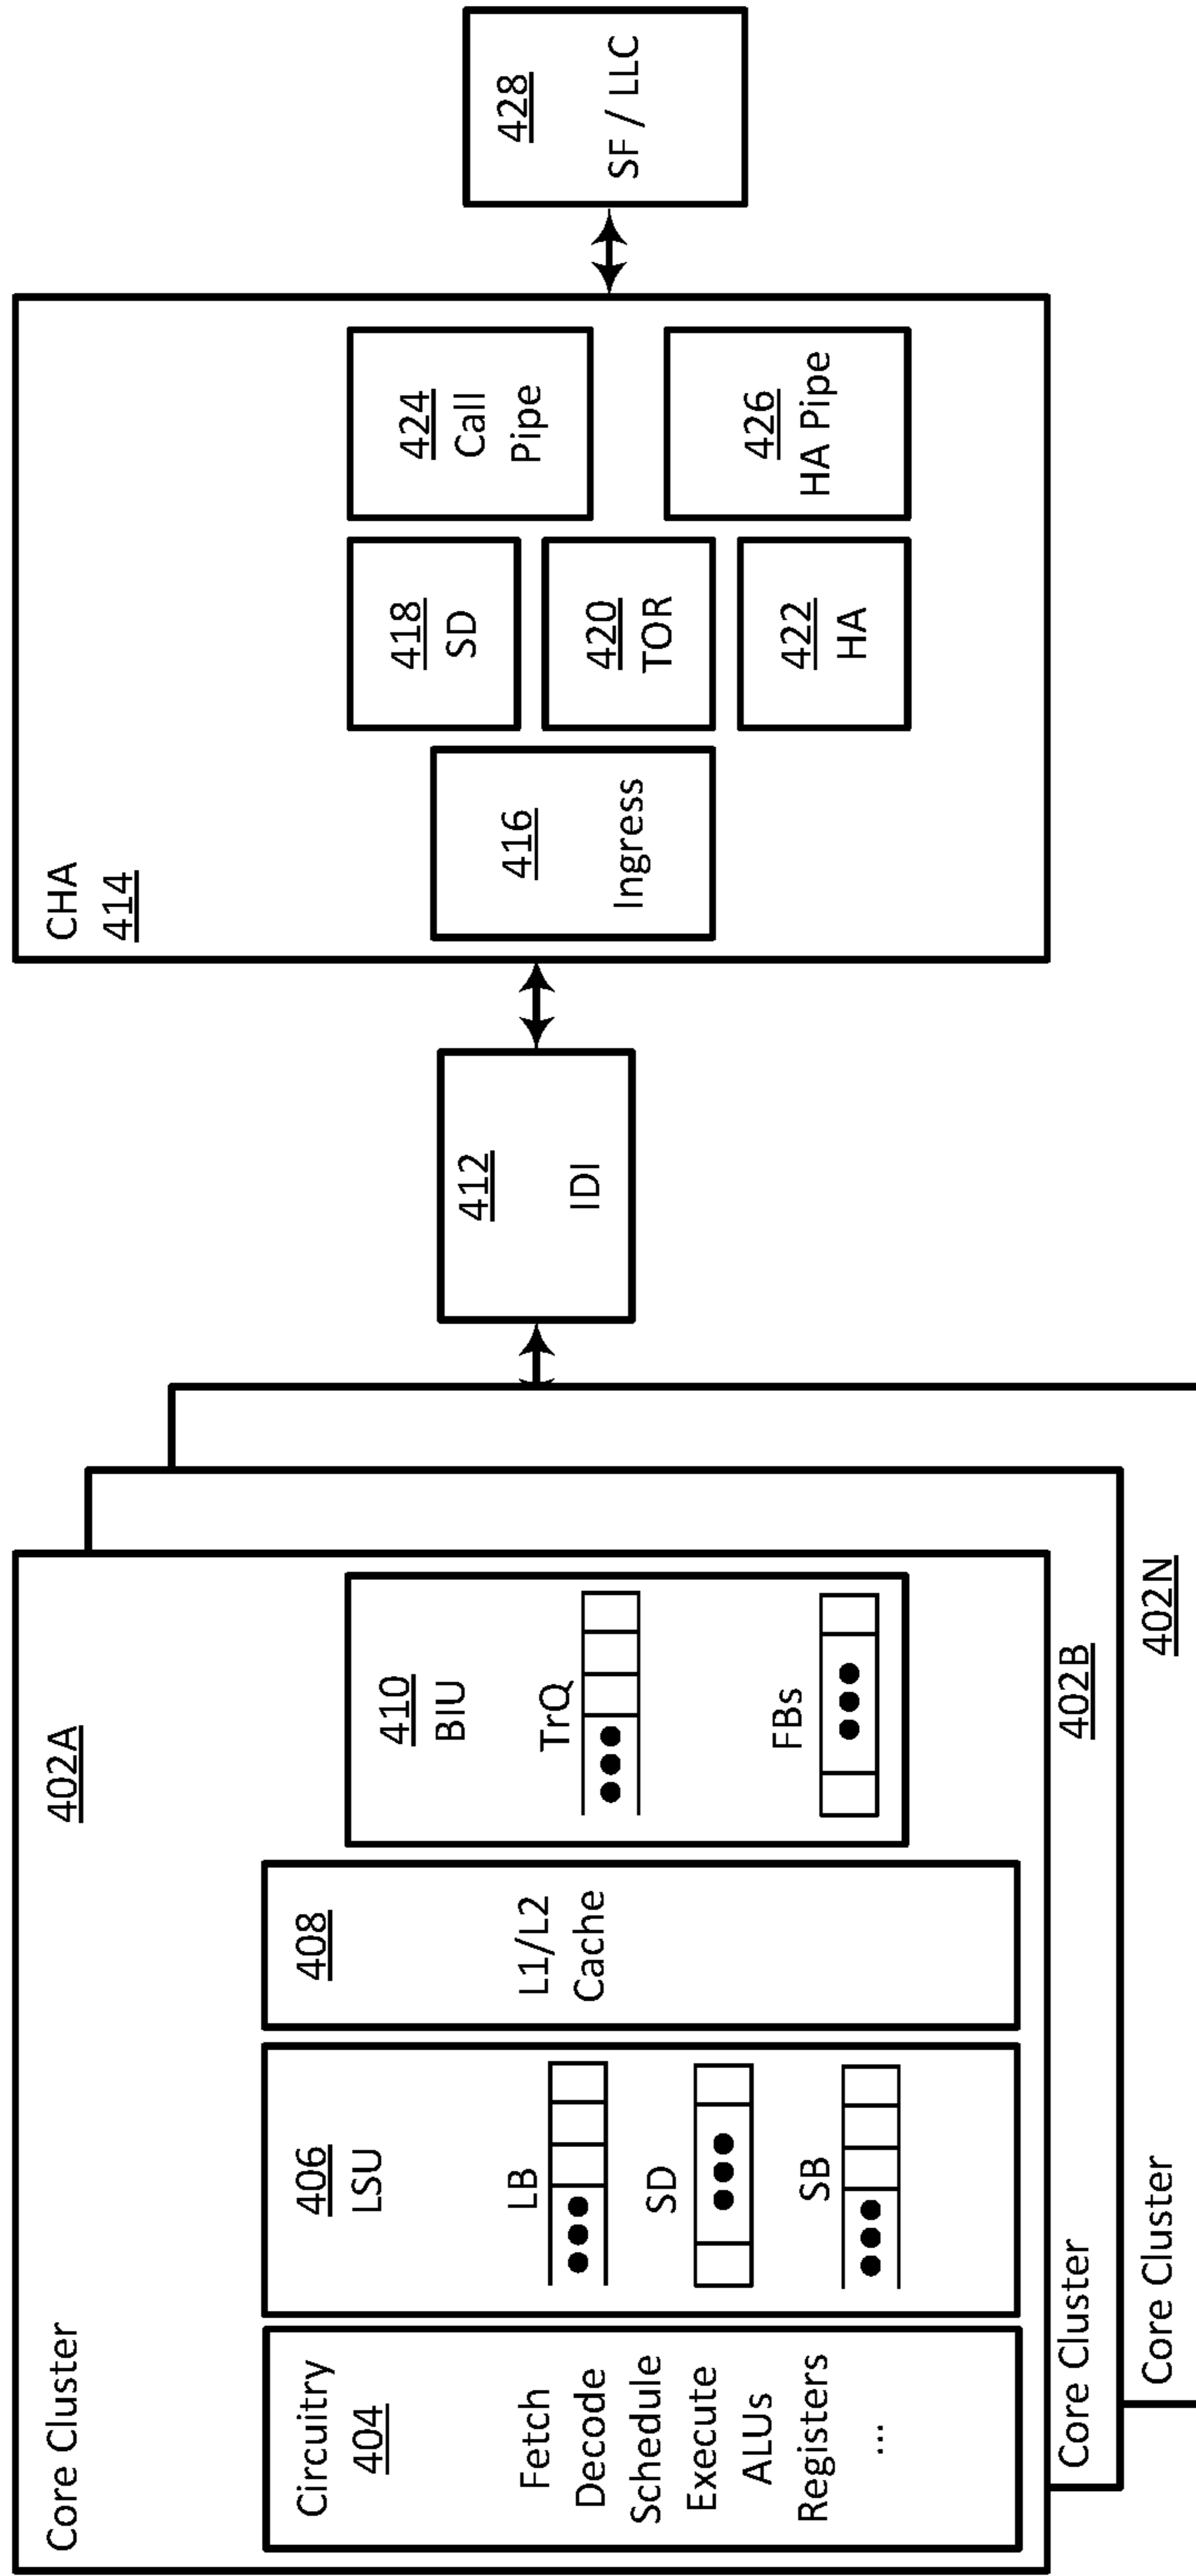 Core Cluster
402A
Circuitry
404
Fetch
Decode
Schedule
Execute
ALUs
Registers
...
406
LSU
LB
SD
SB
408
L1/L2
Cache
410
BIU
TrQ
FBs
Core Cluster
402B
Core Cluster
402N
412
IDI
CHA
414
416
Ingress
418
SD
420
TOR
422
HA
424
Call
Pipe
426
HA Pipe
428
SF / LLC